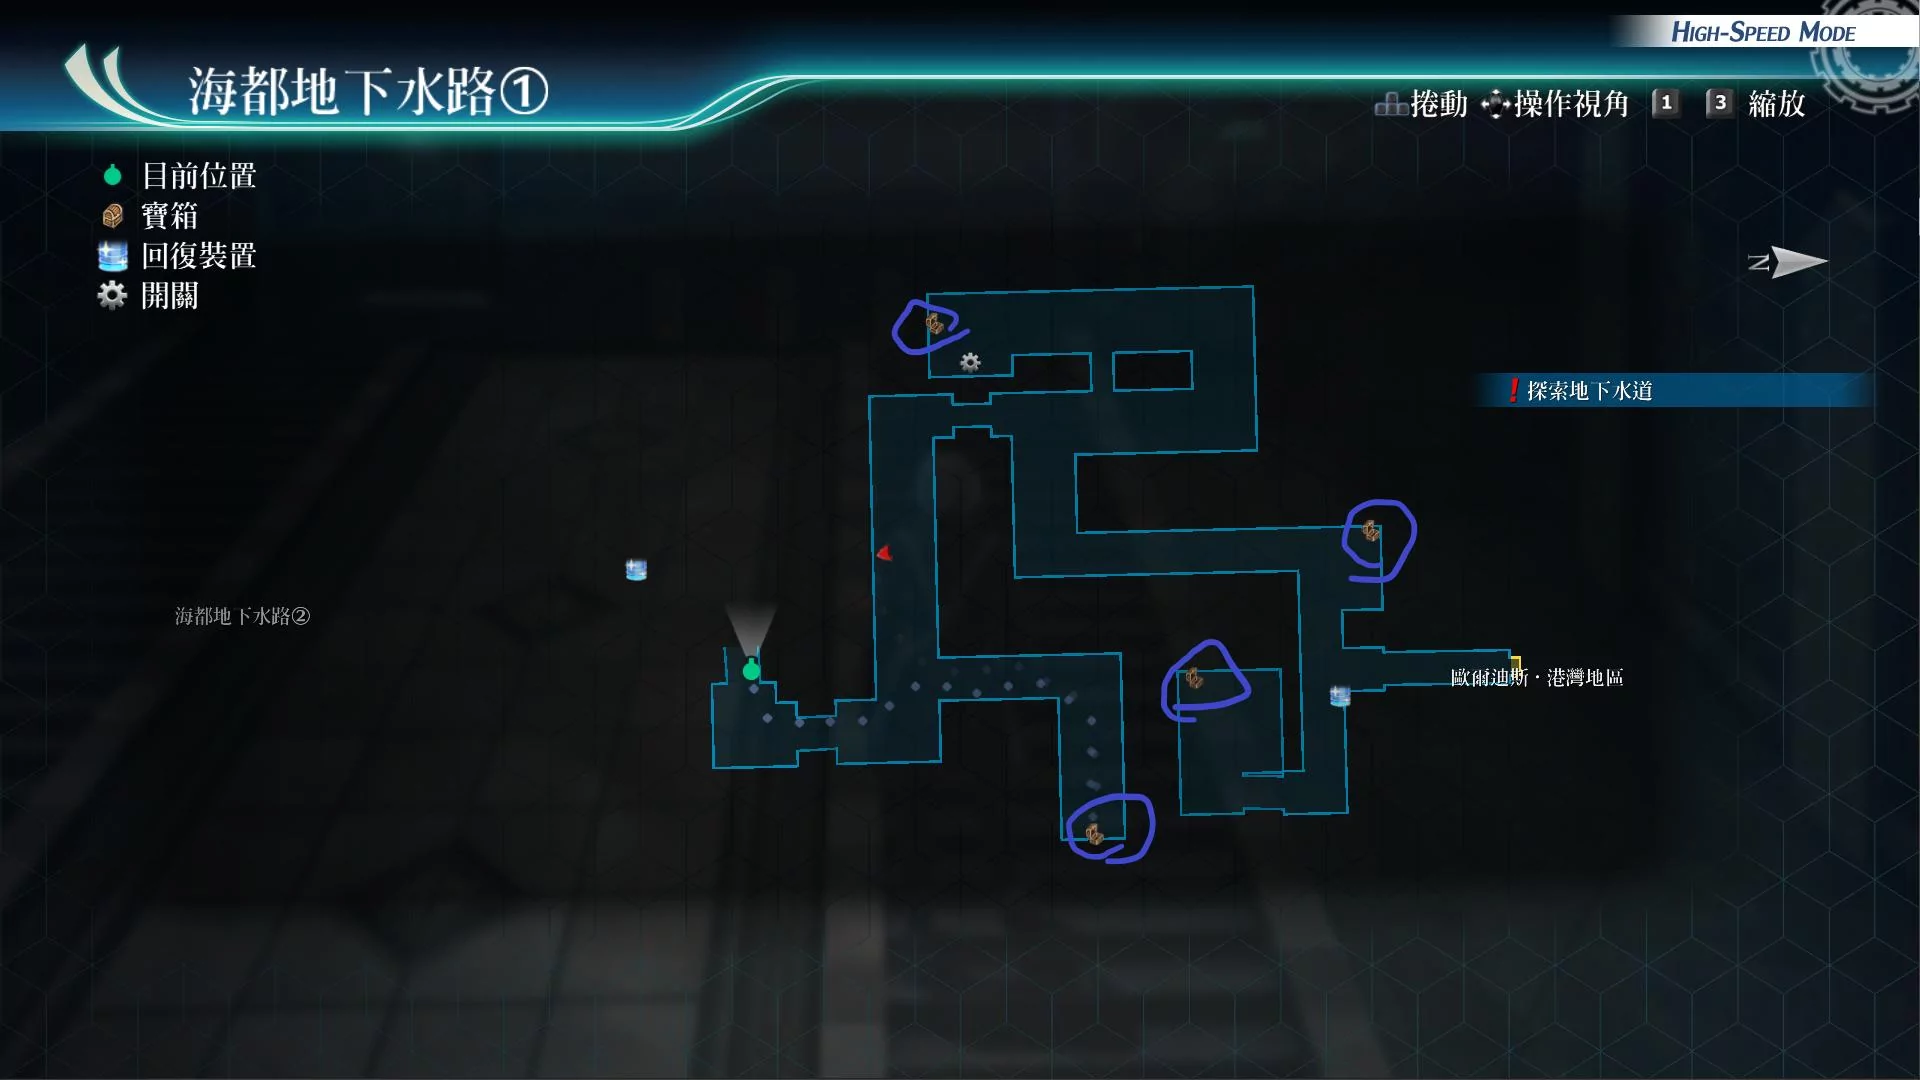 HIGH-SPEED MODE
海都地下水路①
捲動 操作視角 1 3 縮放
目前位置
寶箱
回復裝置
開關
N
! 探索地下水道
海都地下水路②
歐爾迪斯・港灣地區